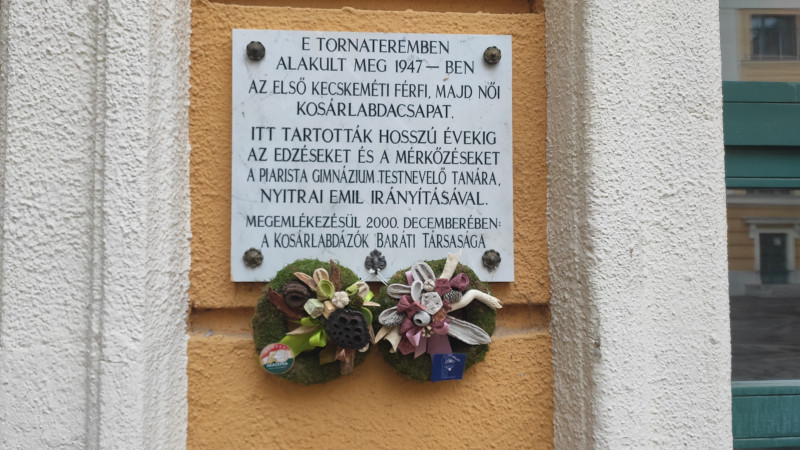 E TORNATEREMBEN
ALAKULT MEG 1947 — BEN
AZ ELSŐ KECSKEMÉTI FÉRFI, MAJD NŐI
KOSÁRLABDACSAPAT.
ITT TARTOTTÁK HOSSZÚ ÉVEKIG
AZ EDZÉSEKET ÉS A MÉRKŐZÉSEKET
A PIARISTA GIMNÁZIUM TESTNEVELŐ TANÁRA,
NYITRAI EMIL IRÁNYÍTÁSÁVAL.
MEGEMLÉKEZÉSÜL 2000. DECEMBERÉBEN:
A KOSÁRLABDÁZÓK BARÁTI TÁRSASÁGA